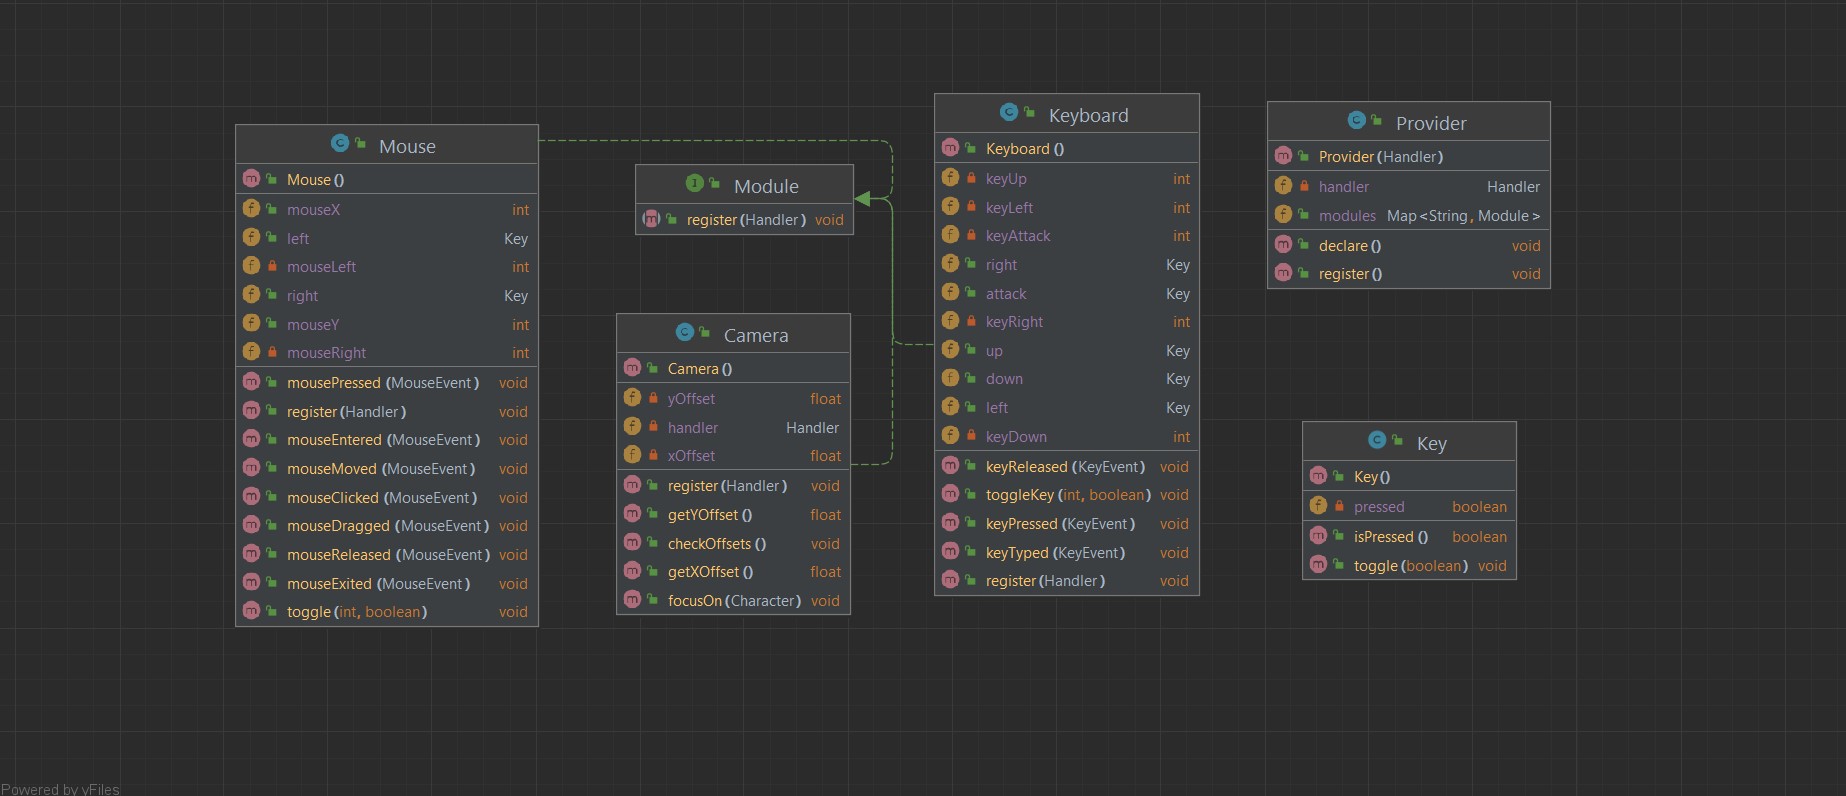 Mouse
Mouse()
mouseX int
left Key
mouseLeft int
right Key
mouseY int
mouseRight int
mousePressed(MouseEvent) void
register(Handler) void
mouseEntered(MouseEvent) void
mouseMoved(MouseEvent) void
mouseClicked(MouseEvent) void
mouseDragged(MouseEvent) void
mouseReleased(MouseEvent) void
mouseExited(MouseEvent) void
toggle(int, boolean) void
Module
register(Handler) void
Camera
Camera()
yOffset float
handler Handler
xOffset float
register(Handler) void
getYOffset() float
checkOffsets() void
getXOffset() float
focusOn(Character) void
Keyboard
Keyboard()
keyUp int
keyLeft int
keyAttack int
right Key
attack Key
keyRight int
up Key
down Key
left Key
keyDown int
keyReleased(KeyEvent) void
toggleKey(int, boolean) void
keyPressed(KeyEvent) void
keyTyped(KeyEvent) void
register(Handler) void
Provider
Provider(Handler)
handler Handler
modules Map<String, Module>
declare() void
register() void
Key
Key()
pressed boolean
isPressed() boolean
toggle(boolean) void
Powered by yFiles